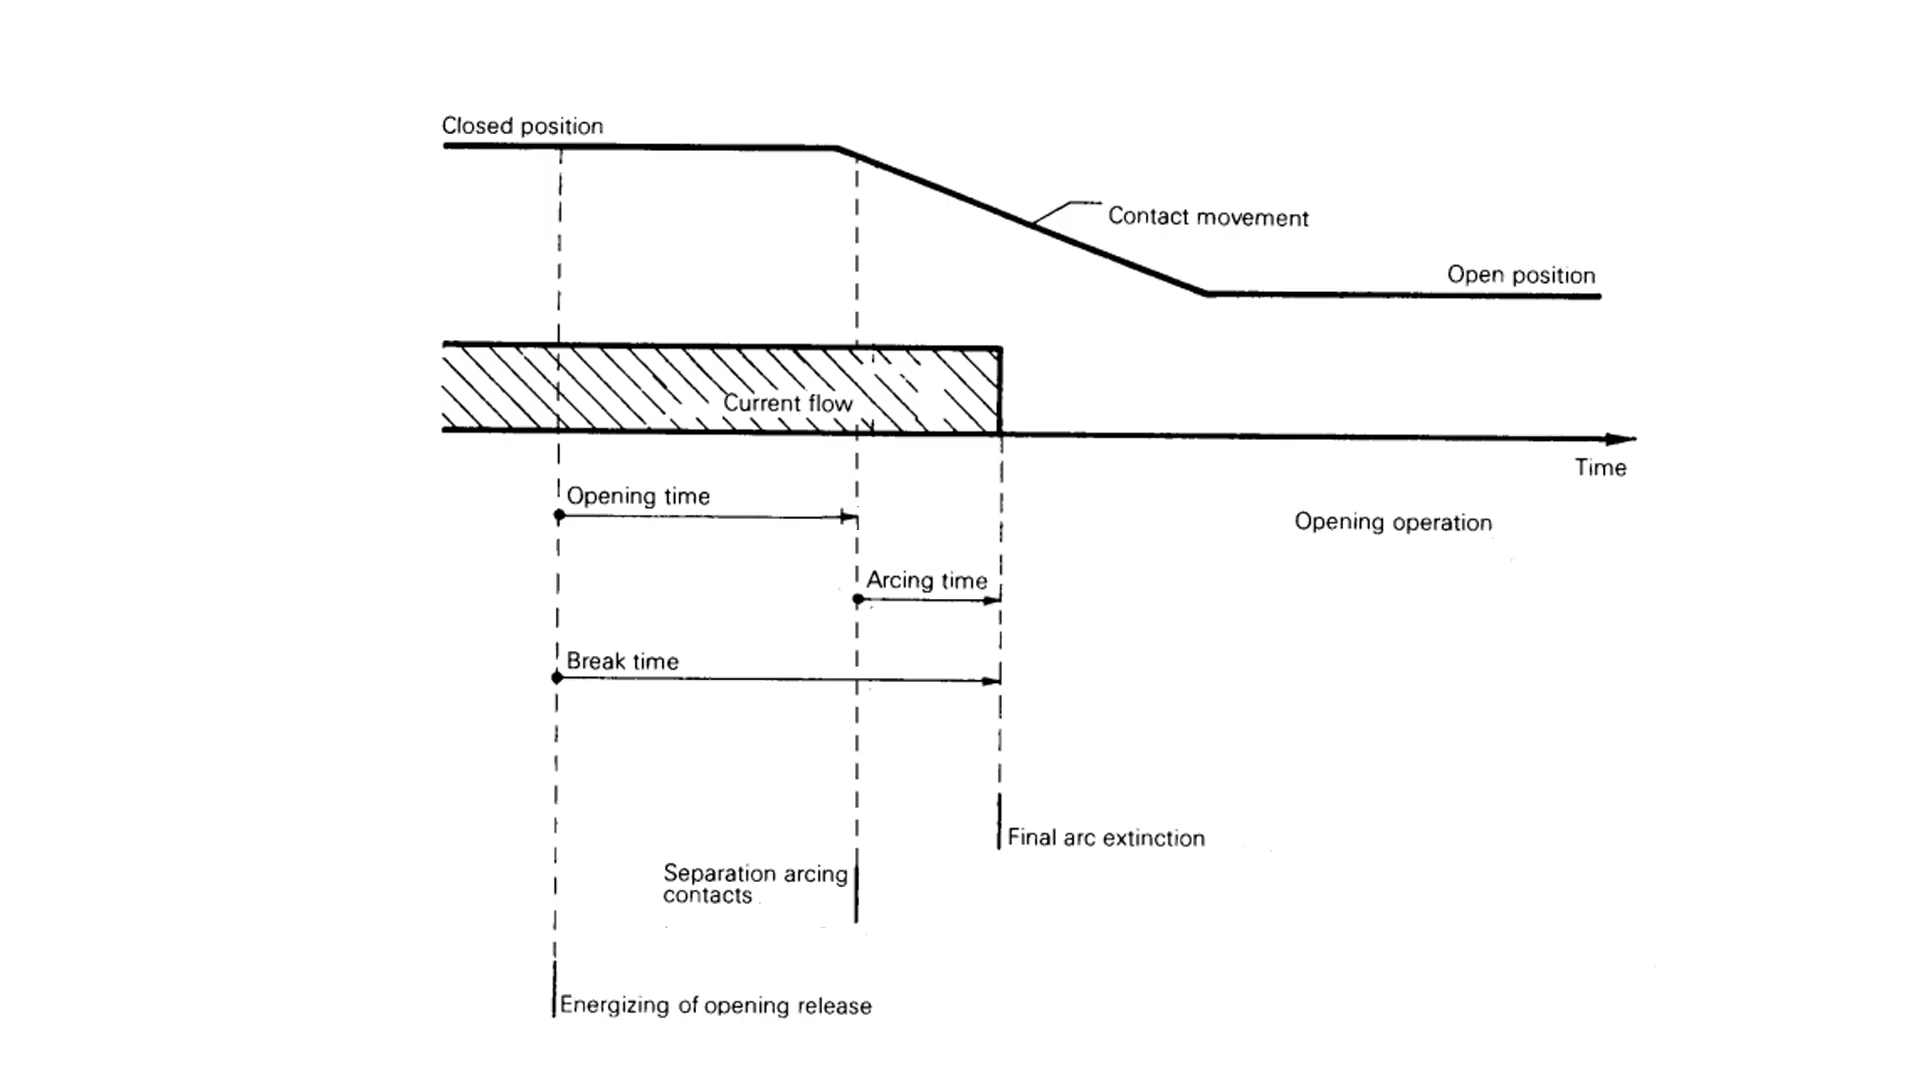 Closed position
Contact movement
Open position
Current flow
Time
Opening time
Opening operation
Arcing time
Break time
Final arc extinction
Separation arcing
contacts
Energizing of opening release